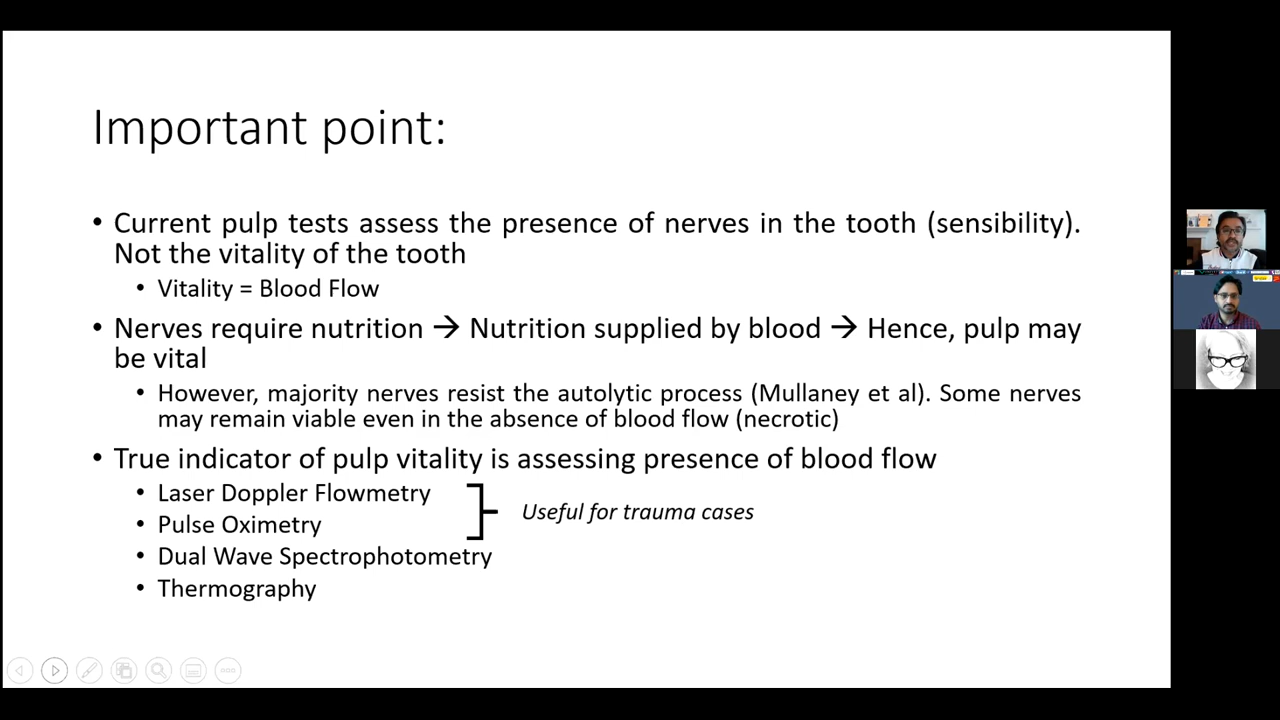 Important point:
• Current pulp tests assess the presence of nerves in the tooth (sensibility).
Not the vitality of the tooth
• Vitality = Blood Flow
• Nerves require nutrition → Nutrition supplied by blood → Hence, pulp may
be vital
• However, majority nerves resist the autolytic process (Mullaney et al). Some nerves
may remain viable even in the absence of blood flow (necrotic)
• True indicator of pulp vitality is assessing presence of blood flow
• Laser Doppler Flowmetry
• Pulse Oximetry
Useful for trauma cases
• Dual Wave Spectrophotometry
• Thermography